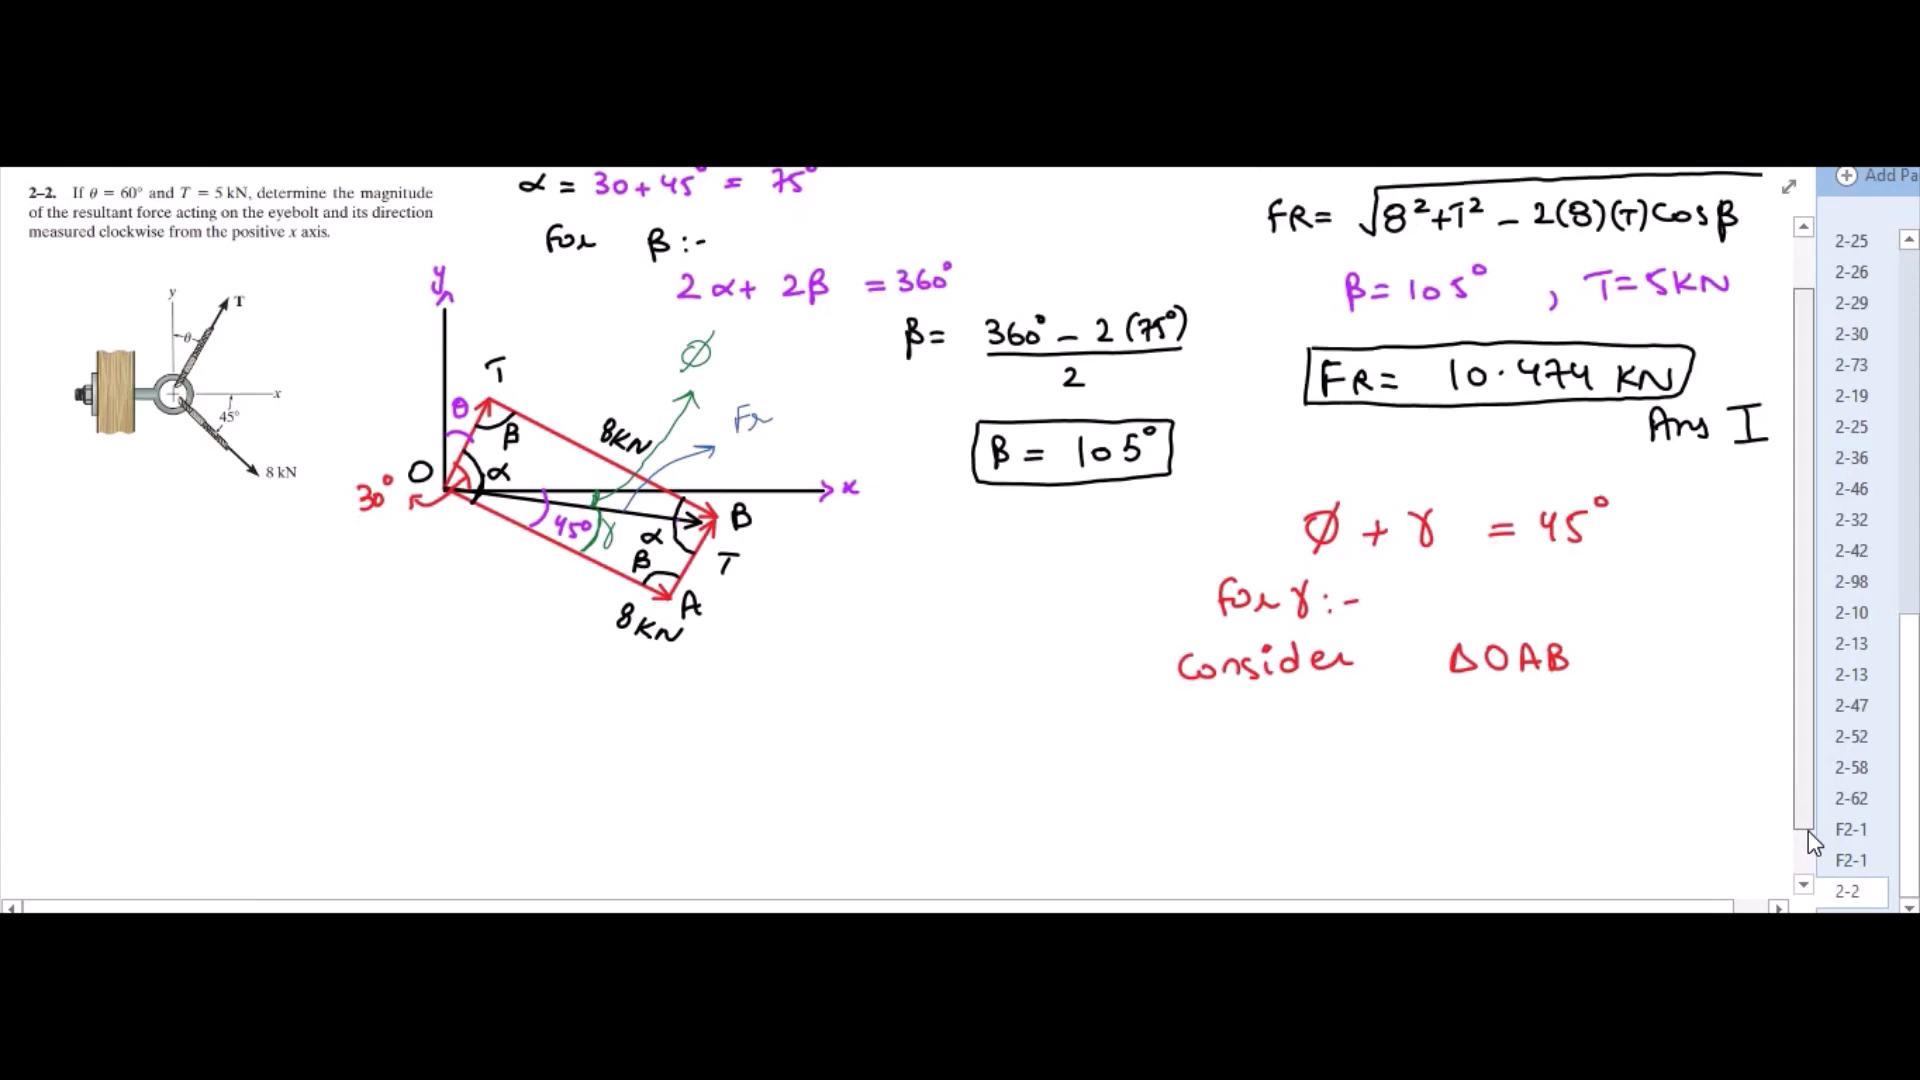 2–2. If θ = 60° and T = 5 kN, determine the magnitude
of the resultant force acting on the eyebolt and its direction
measured clockwise from the positive x axis.
y
T
θ
x
45°
8 kN
α = 30 + 45° = 75°
For β :-
2α + 2β = 360°
β = 360° - 2(75°)
2
β = 105°
y
T
θ
β
8KN
Ø
Fr
O
α
x
30°
45°
γ
α
B
β
T
A
8KN
FR = √8² + T² - 2(8)(T)Cosβ
β = 105° , T = 5KN
FR = 10.474 KN
Ans I
Ø + γ = 45°
For γ :-
Consider ΔOAB
Add Pa
2-25
2-26
2-29
2-30
2-73
2-19
2-25
2-36
2-46
2-32
2-42
2-98
2-10
2-13
2-13
2-47
2-52
2-58
2-62
F2-1
F2-1
2-2